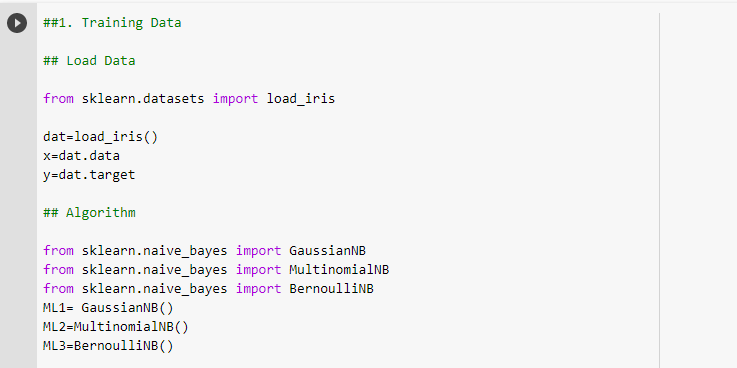 ##1. Training Data
## Load Data
from sklearn.datasets import load_iris
dat=load_iris()
x=dat.data
y=dat.target
## Algorithm
from sklearn.naive_bayes import GaussianNB
from sklearn.naive_bayes import MultinomialNB
from sklearn.naive_bayes import BernoulliNB
ML1= GaussianNB()
ML2=MultinomialNB()
ML3=BernoulliNB()